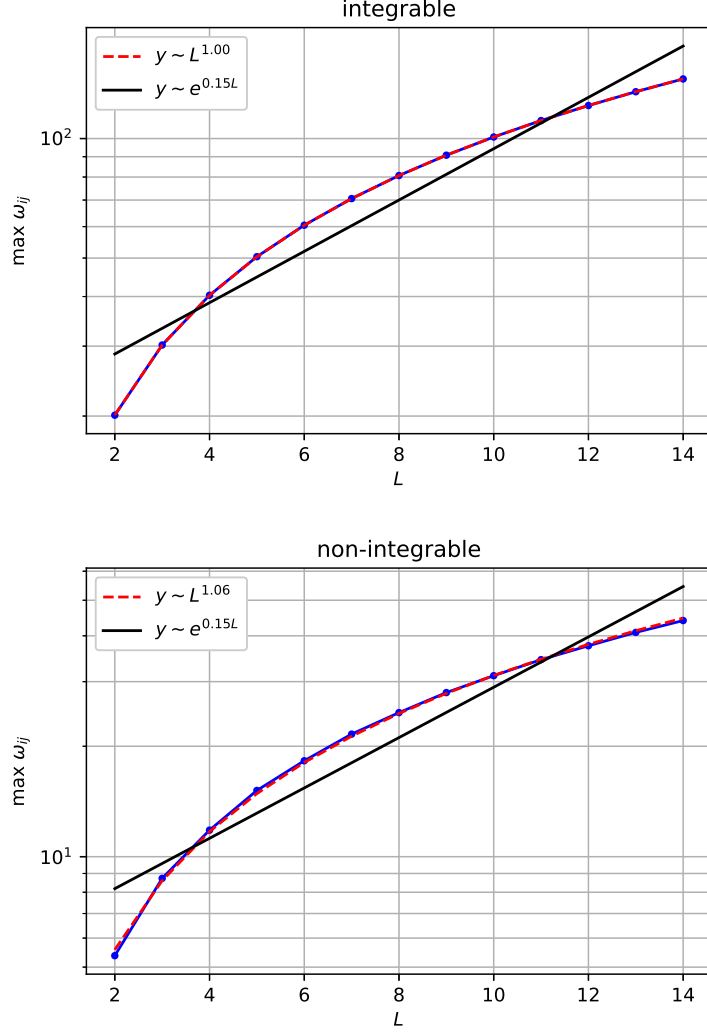 integrable
y ~ L^1.00
y ~ e^0.15L
10^2
max ω_ij
2 4 6 8 10 12 14
L
non-integrable
y ~ L^1.06
y ~ e^0.15L
10^1
max ω_ij
2 4 6 8 10 12 14
L